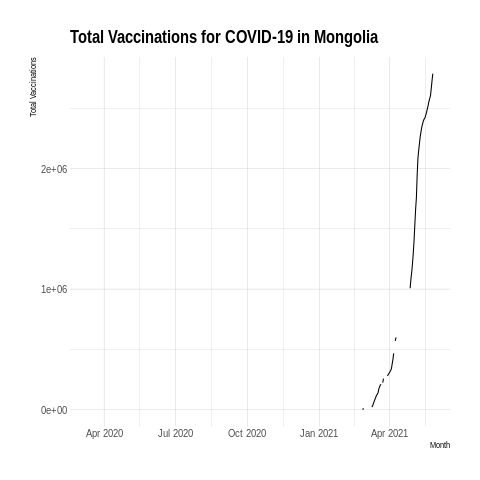 Total Vaccinations for COVID-19 in Mongolia
Total Vaccinations
2e+06
1e+06
0e+00
Apr 2020 Jul 2020 Oct 2020 Jan 2021 Apr 2021
Month